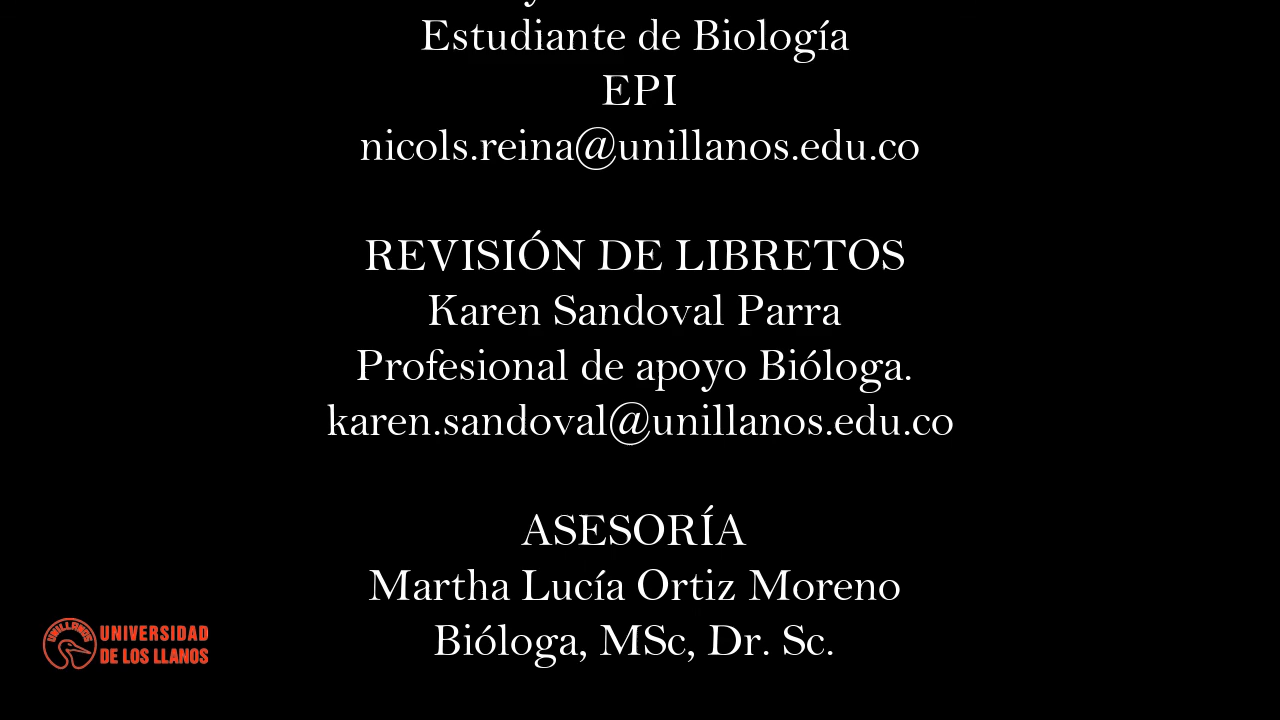 Estudiante de Biología
EPI
nicols.reina@unillanos.edu.co
REVISIÓN DE LIBRETOS
Karen Sandoval Parra
Profesional de apoyo Bióloga.
karen.sandoval@unillanos.edu.co
ASESORÍA
Martha Lucía Ortiz Moreno
Bióloga, MSc, Dr. Sc.
UNILLANOS
UNIVERSIDAD
DE LOS LLANOS